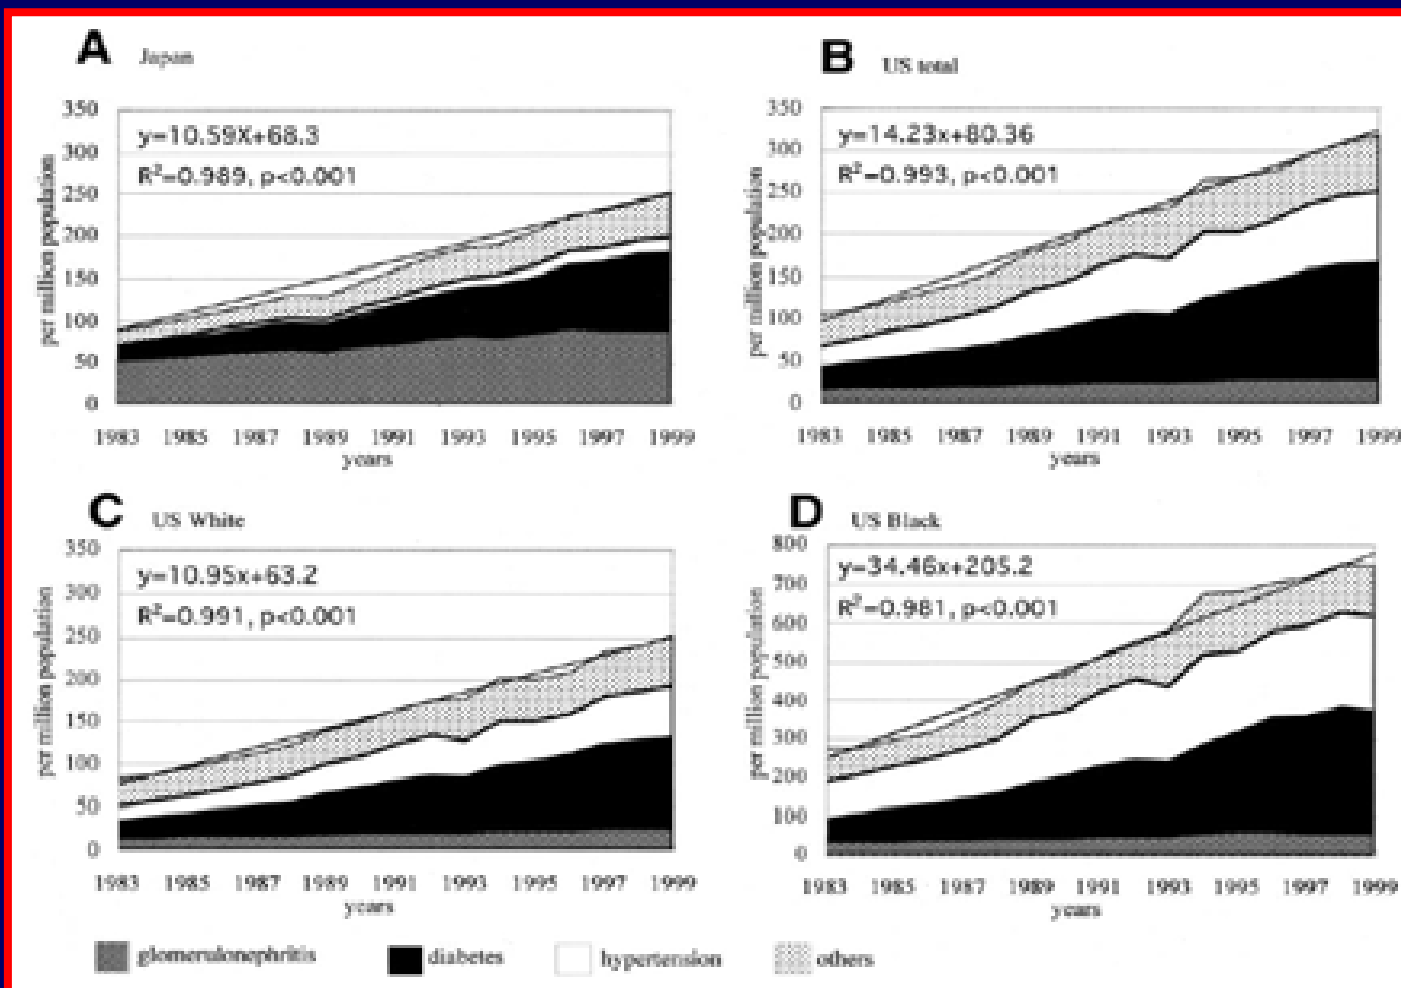 A Japan
350
300
250
200
150
100
50
0
per million population
y=10.59X+68.3
R²=0.989, p<0.001
1983 1985 1987 1989 1991 1993 1995 1997 1999
years
B US total
350
300
250
200
150
100
50
0
per million population
y=14.23x+80.36
R²=0.993, p<0.001
1983 1985 1987 1989 1991 1993 1995 1997 1999
years
C US White
350
300
250
200
150
100
50
0
per million population
y=10.95x+63.2
R²=0.991, p<0.001
1983 1985 1987 1989 1991 1993 1995 1997 1999
years
D US Black
800
700
600
500
400
300
200
100
0
per million population
y=34.46x+205.2
R²=0.981, p<0.001
1983 1985 1987 1989 1991 1993 1995 1997 1999
years
glomerulonephritis diabetes hypertension others